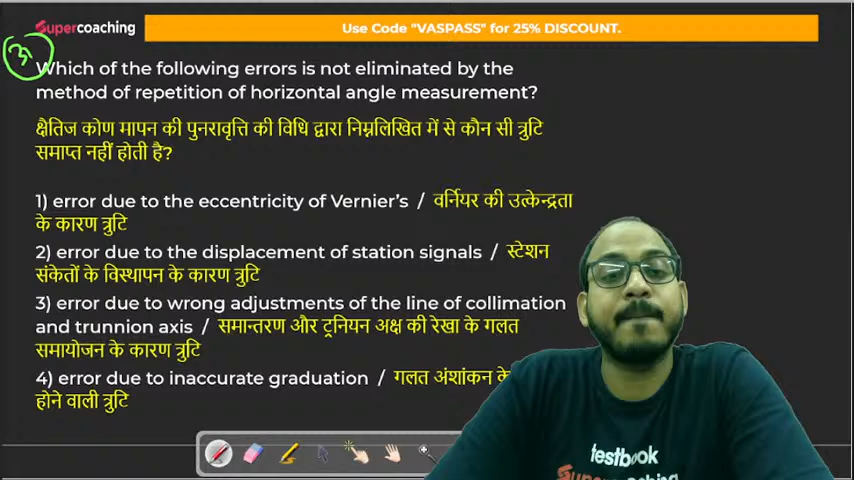 Supercoaching
Use Code "VASPASS" for 25% DISCOUNT.
3
Which of the following errors is not eliminated by the
method of repetition of horizontal angle measurement?
क्षैतिज कोण मापन की पुनरावृत्ति की विधि द्वारा निम्नलिखित में से कौन सी त्रुटि
समाप्त नहीं होती है?
1) error due to the eccentricity of Vernier's / वर्नियर की उत्केन्द्रता
के कारण त्रुटि
2) error due to the displacement of station signals / स्टेशन
संकेतों के विस्थापन के कारण त्रुटि
3) error due to wrong adjustments of the line of collimation
and trunnion axis / समान्तरण और ट्रनियन अक्ष की रेखा के गलत
समायोजन के कारण त्रुटि
4) error due to inaccurate graduation / गलत अंशांकन के
होने वाली त्रुटि
testbook
Supercoaching